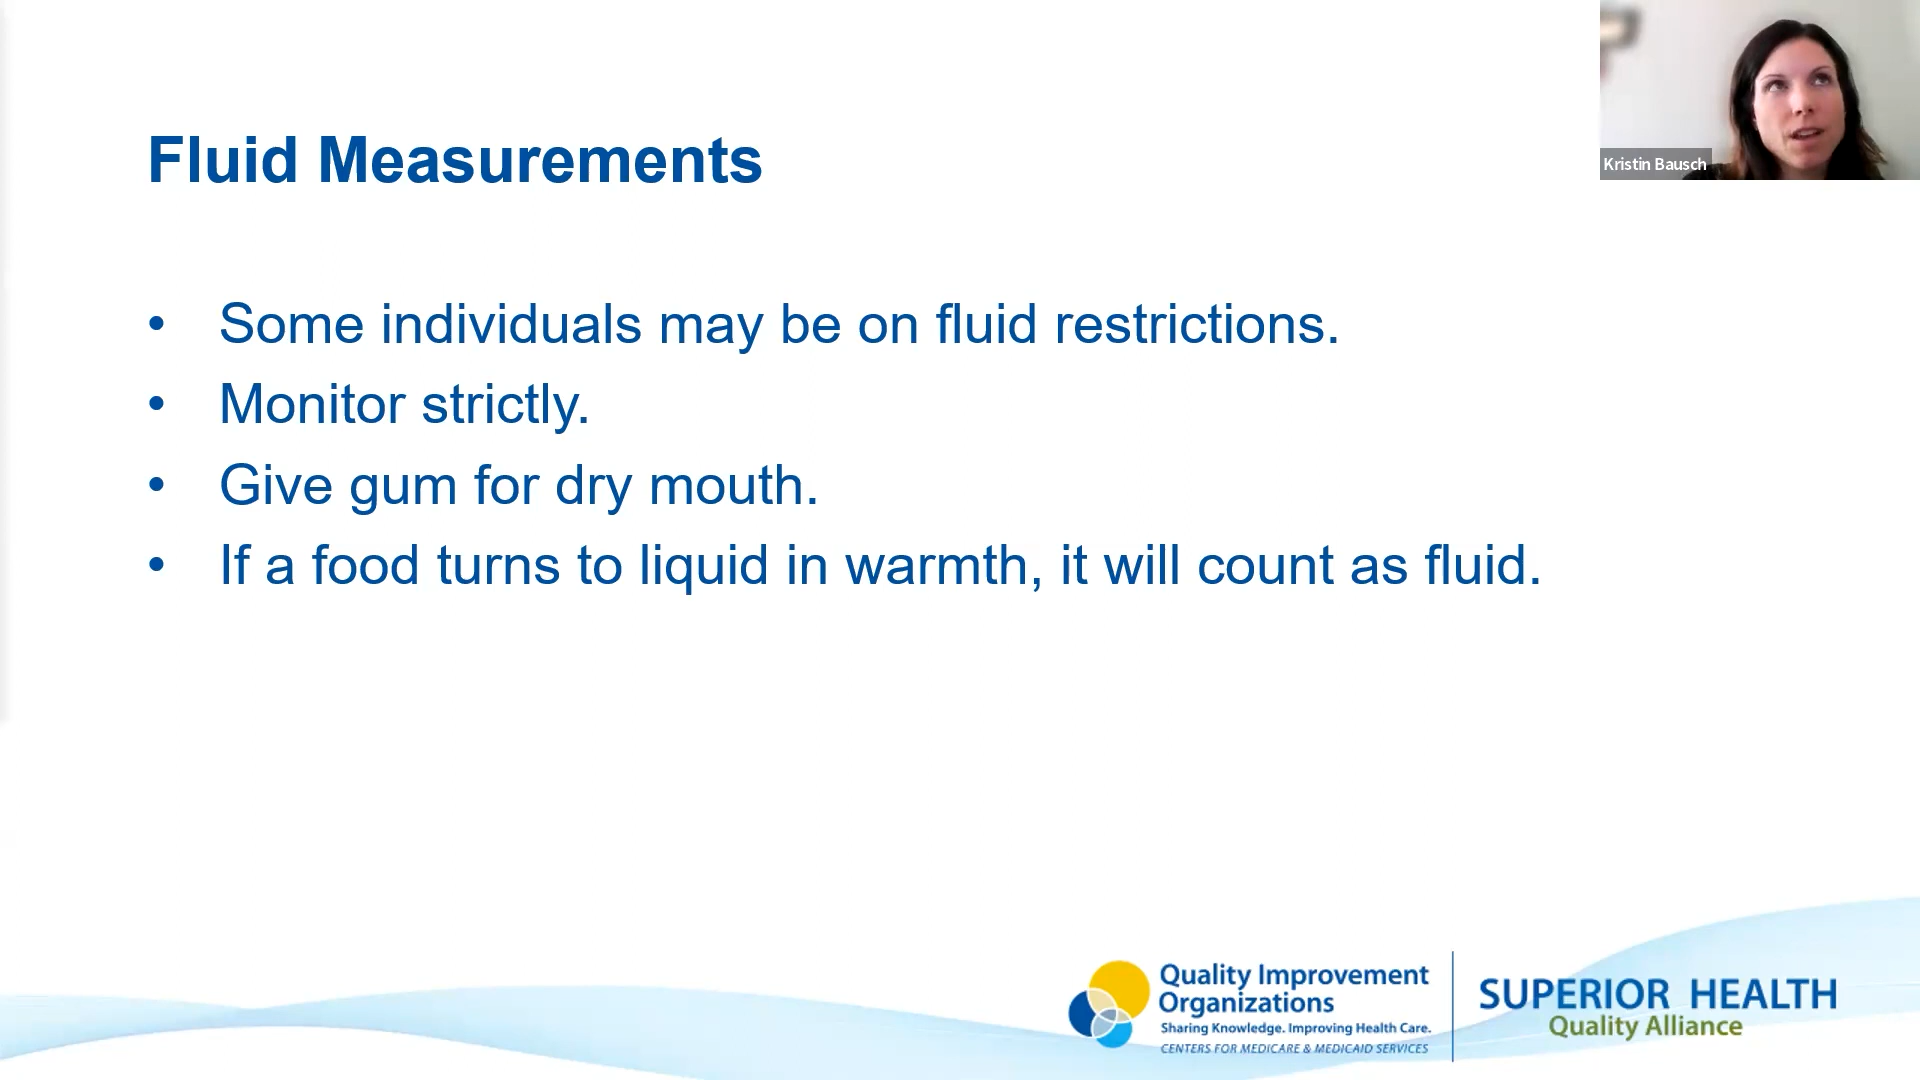 Kristin Bausch
Fluid Measurements
• Some individuals may be on fluid restrictions.
• Monitor strictly.
• Give gum for dry mouth.
• If a food turns to liquid in warmth, it will count as fluid.
Quality Improvement
Organizations
Sharing Knowledge. Improving Health Care.
CENTERS FOR MEDICARE & MEDICAID SERVICES
SUPERIOR HEALTH
Quality Alliance